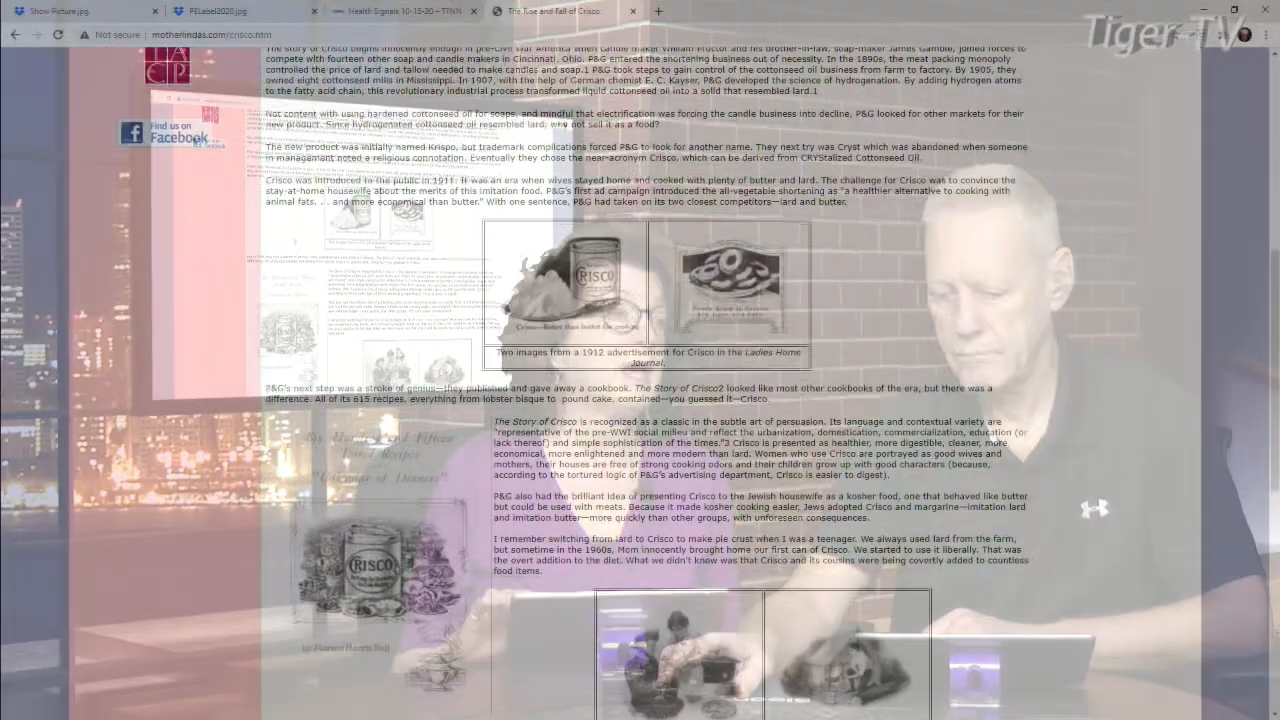 Show Picture.jpg
PELabel2020.jpg
Health Signals 10-15-20 – TTNN
The Rise and Fall of Crisco
Not secure
motherlindas.com/crisco.htm
Tiger TV
The story of Crisco begins innocently enough in pre-Civil War America when candle maker William Proctor and his brother-in-law, soap-maker James Gamble, joined forces to
compete with fourteen other soap and candle makers in Cincinnati, Ohio. P&G entered the shortening business out of necessity. In the 1890s, the meat packing monopoly
controlled the price of lard and tallow needed to make candles and soap.1 P&G took steps to gain control of the cottonseed oil business from farm to factory. By 1905, they
owned eight cottonseed mills in Mississippi. In 1907, with the help of German chemist E. C. Kayner, P&G developed the science of hydrogenation. By adding hydrogen atoms
to the fatty acid chain, this revolutionary industrial process transformed liquid cottonseed oil into a solid that resembled lard.1
Find us on
Facebook
Not content with using hardened cottonseed oil for soaps, and mindful that electrification was forcing the candle business into decline, P&G looked for other markets for their
new product. Since hydrogenated cottonseed oil resembled lard, why not sell it as a food?
The new product was initially named Krispo, but trademark complications forced P&G to look for another name. They next try was Cryst which was abandoned when someone
in management noted a religious connotation. Eventually they chose the near-acronym Crisco, which can be derived from CRYStalized Cottonseed Oil.
Crisco was introduced to the public in 1911. It was an era when wives stayed home and cooked with plenty of butter and lard. The challenge for Crisco was to convince the
stay-at-home housewife about the merits of this imitation food. P&G's first ad campaign introduced the all-vegetable shortening as "a healthier alternative to cooking with
animal fats. . . and more economical than butter." With one sentence, P&G had taken on its two closest competitors—lard and butter.
CRISCO
Crisco—Better than butter for cooking
Two images from a 1912 advertisement for Crisco in the Ladies Home
Journal.
P&G's next step was a stroke of genius—they published and gave away a cookbook. The Story of Crisco2 looked like most other cookbooks of the era, but there was a
difference. All of its 615 recipes, everything from lobster bisque to pound cake, contained—you guessed it—Crisco.
The Story of Crisco is recognized as a classic in the subtle art of persuasion. Its language and contextual variety are
"representative of the pre-WWI social milieu and reflect the urbanization, domestication, commercialization, education (or
lack thereof) and simple sophistication of the times."3 Crisco is presented as healthier, more digestible, cleaner, more
economical, more enlightened and more modern than lard. Women who use Crisco are portrayed as good wives and
mothers, their houses are free of strong cooking odors and their children grow up with good characters (because,
according to the tortured logic of P&G's advertising department, Crisco is easier to digest).
Six Hundred and Fifteen
Tested Recipes
"Calendar of Dinners"
CRISCO
by Marion Harris Neil
P&G also had the brilliant idea of presenting Crisco to the Jewish housewife as a kosher food, one that behaved like butter
but could be used with meats. Because it made kosher cooking easier, Jews adopted Crisco and margarine—imitation lard
and imitation butter—more quickly than other groups, with unforeseen consequences.
I remember switching from lard to Crisco to make pie crust when I was a teenager. We always used lard from the farm,
but sometime in the 1960s, Mom innocently brought home our first can of Crisco. We started to use it liberally. That was
the overt addition to the diet. What we didn't know was that Crisco and its cousins were being covertly added to countless
food items.